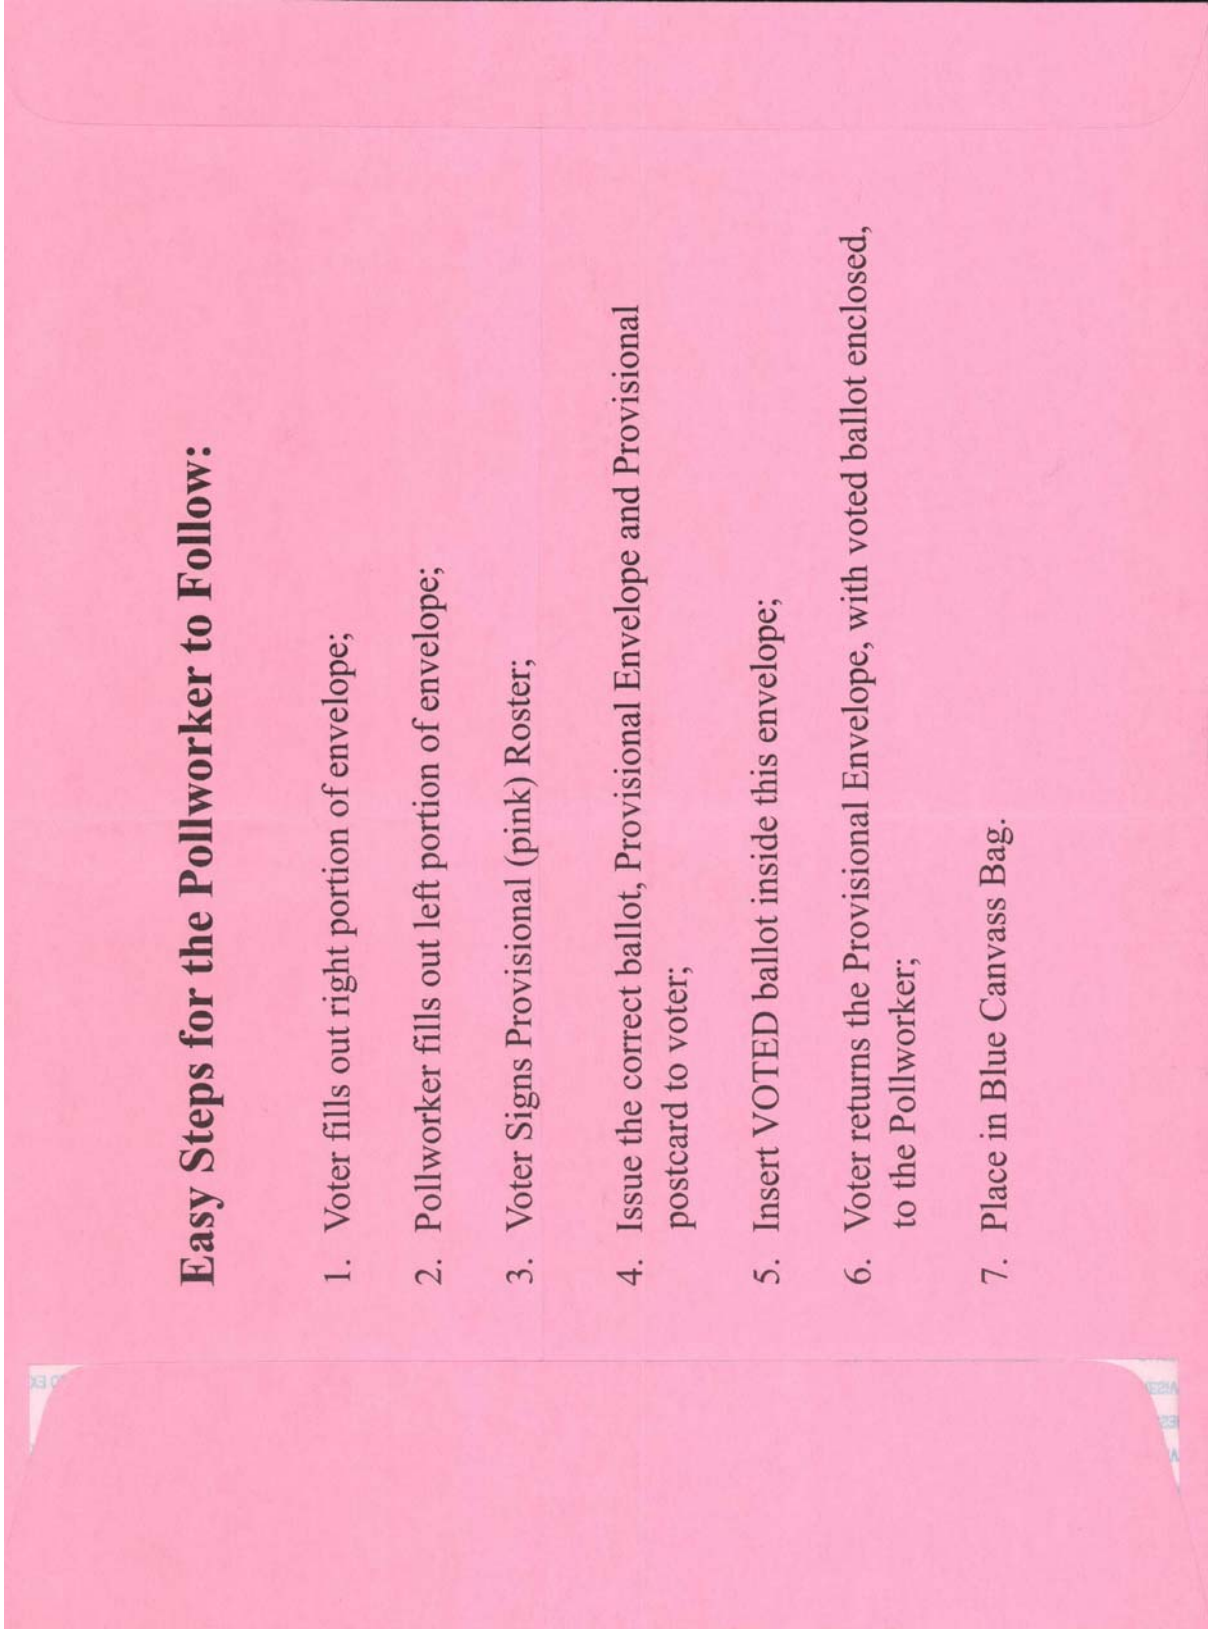 Easy Steps for the Pollworker to Follow:
1. Voter fills out right portion of envelope;
2. Pollworker fills out left portion of envelope;
3. Voter Signs Provisional (pink) Roster;
4. Issue the correct ballot, Provisional Envelope and Provisional
postcard to voter;
5. Insert VOTED ballot inside this envelope;
6. Voter returns the Provisional Envelope, with voted ballot enclosed,
to the Pollworker;
7. Place in Blue Canvass Bag.